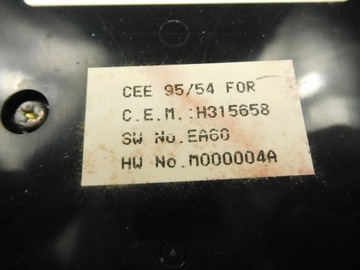 CEE 95/54 FOR
C.E.M.:H315658
SW No.EA60
HW No.M000004A